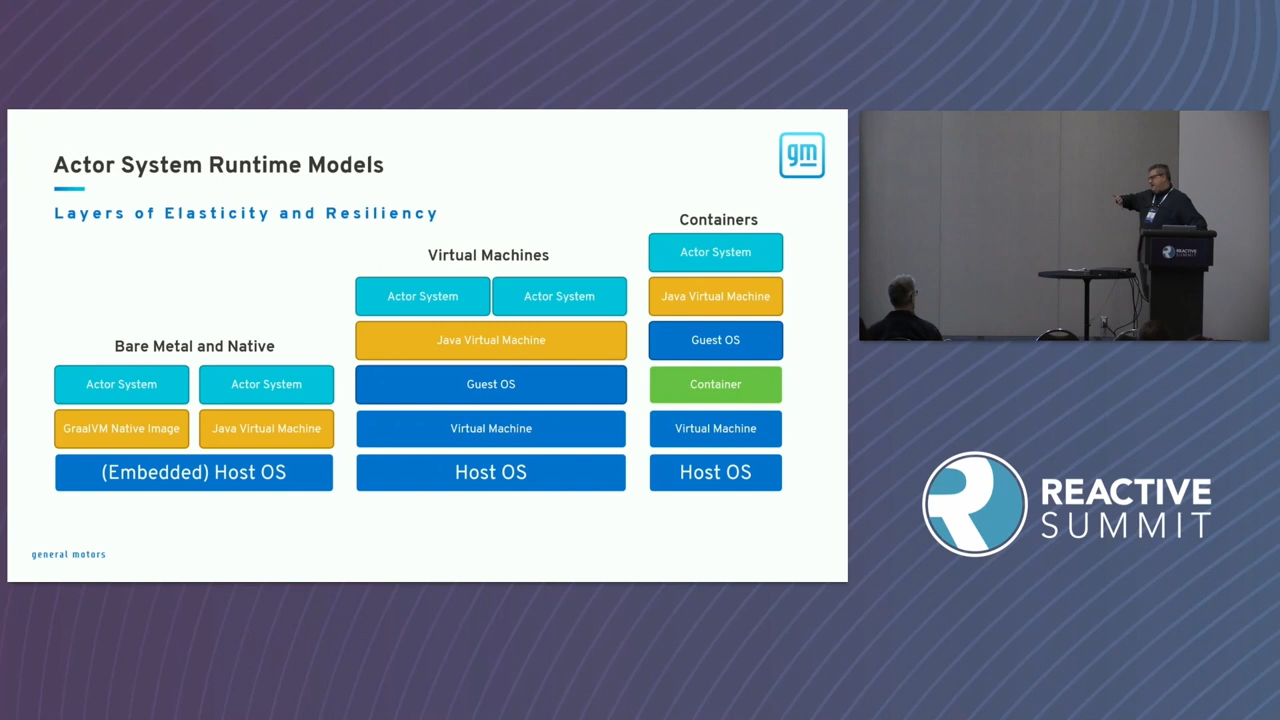 Actor System Runtime Models
gm
Layers of Elasticity and Resiliency
Bare Metal and Native
Actor System
Actor System
GraalVM Native Image
Java Virtual Machine
(Embedded) Host OS
Virtual Machines
Actor System
Actor System
Java Virtual Machine
Guest OS
Virtual Machine
Host OS
Containers
Actor System
Java Virtual Machine
Guest OS
Container
Virtual Machine
Host OS
general motors
REACTIVE
SUMMIT
REACTIVE
SUMMIT